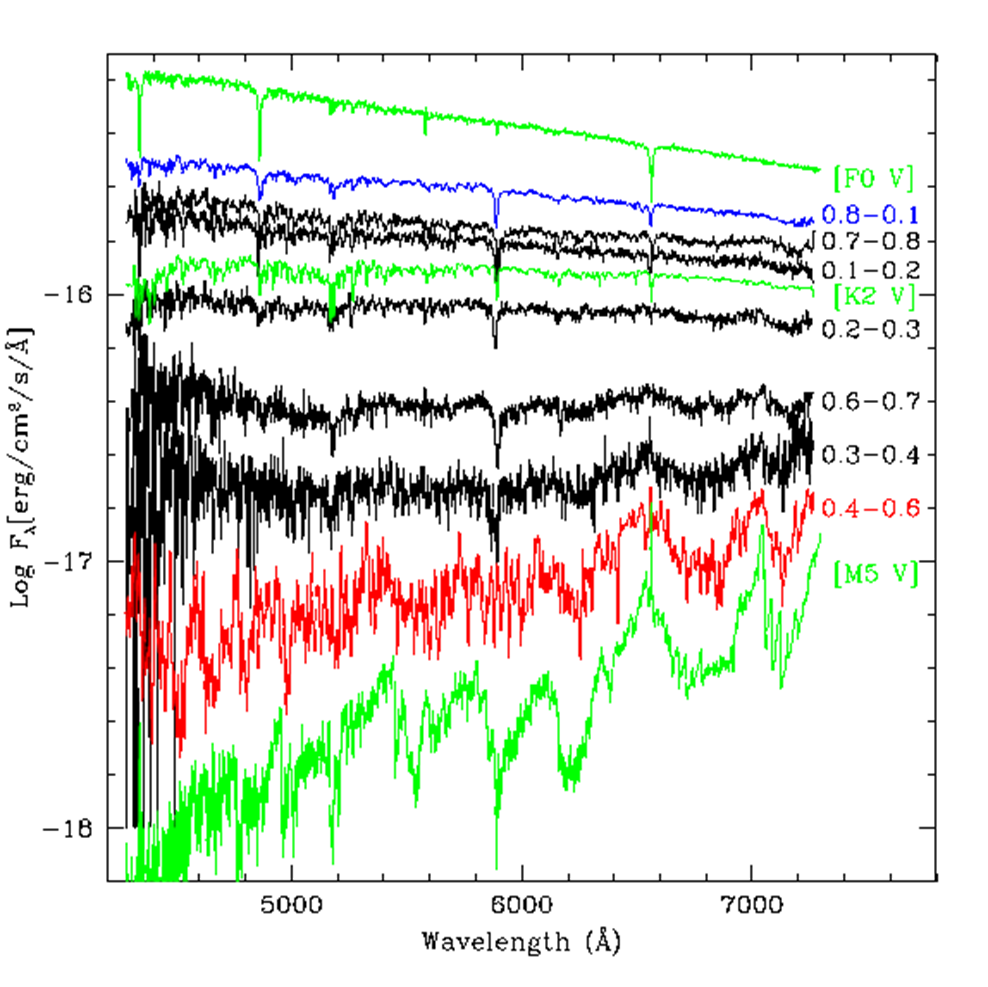 [F0 V]
0.8-0.1
0.7-0.8
0.1-0.2
-16
[K2 V]
0.2-0.3
0.6-0.7
0.3-0.4
0.4-0.6
-17
[M5 V]
-18
Log Fλ[erg/cm²/s/Å]
5000 6000 7000
Wavelength (Å)